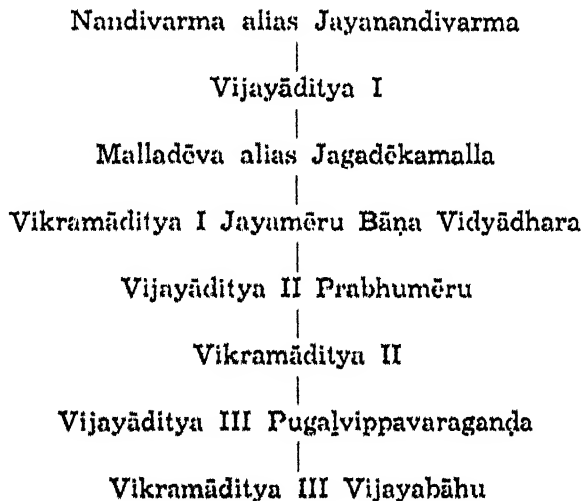 Nandivarma alias Jayanandivarma
Vijayāditya I
Malladēva alias Jagadēkamalla
Vikramāditya I Jayamēru Bāṇa Vidyādhara
Vijayāditya II Prabhumēru
Vikramāditya II
Vijayāditya III Pugaḻvippavaragaṇḍa
Vikramāditya III Vijayabāhu